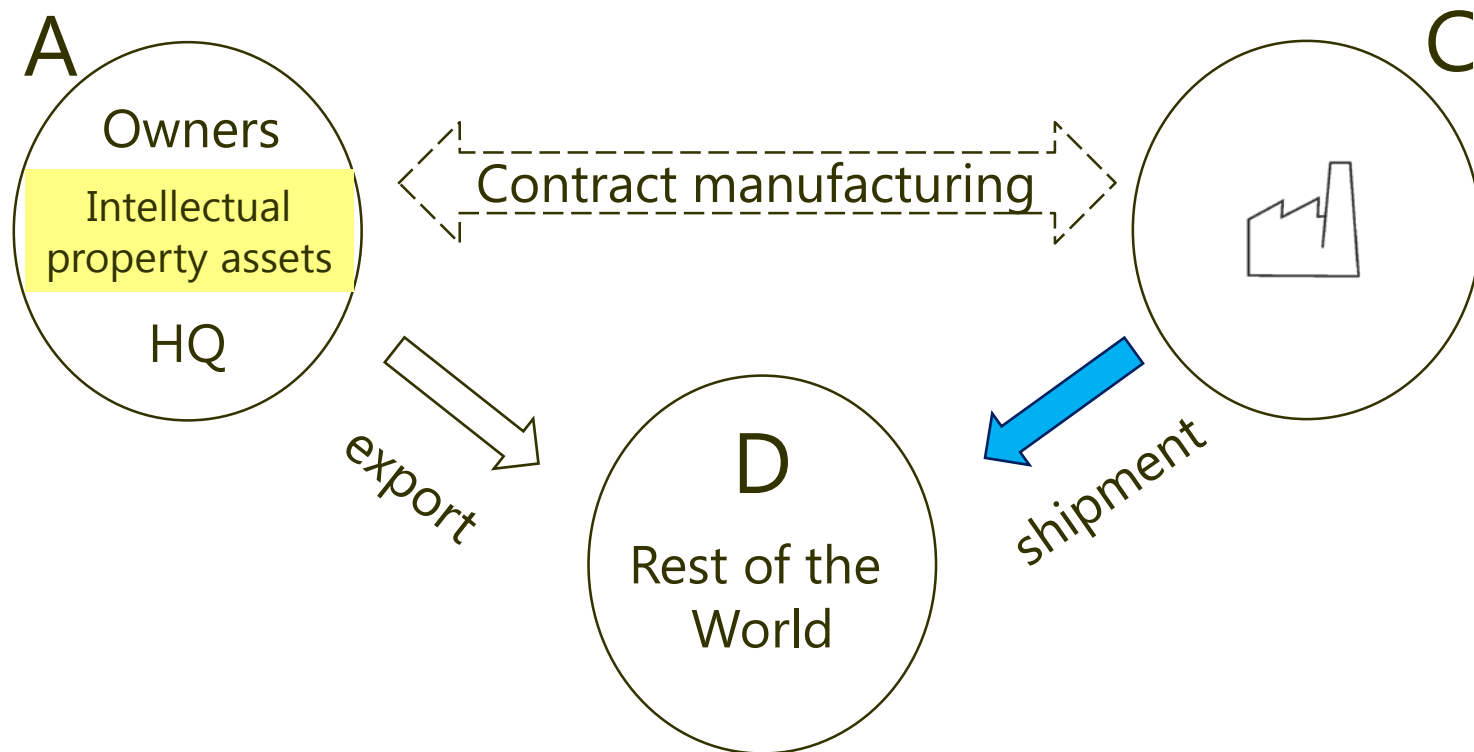 A
C
Owners
Intellectual
property assets
HQ
Contract manufacturing
export
shipment
D
Rest of the
World